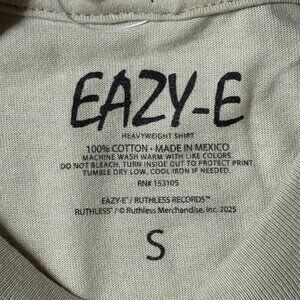 EAZY-E
HEAVYWEIGHT SHIRT
100% COTTON • MADE IN MEXICO
MACHINE WASH WARM WITH LIKE COLORS.
DO NOT BLEACH, TURN INSIDE OUT TO PROTECT PRINT
TUMBLE DRY LOW. COOL IRON IF NEEDED.
RN# 153105
EAZY-E™/ RUTHLESS RECORDS™
RUTHLESS™/ © Ruthless Merchandise, Inc. 2025
S